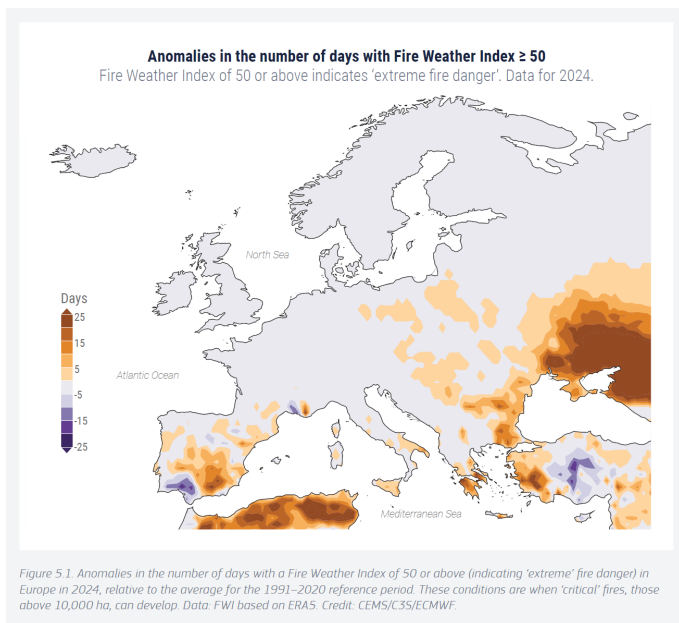 Anomalies in the number of days with Fire Weather Index ≥ 50
Fire Weather Index of 50 or above indicates ‘extreme fire danger’. Data for 2024.
North Sea
Days
25
15
5
-5
-15
-25
Atlantic Ocean
Mediterranean Sea
Figure 5.1. Anomalies in the number of days with a Fire Weather Index of 50 or above (indicating ‘extreme’ fire danger) in
Europe in 2024, relative to the average for the 1991–2020 reference period. These conditions are when ‘critical’ fires, those
above 10,000 ha, can develop. Data: FWI based on ERA5. Credit: CEMS/C3S/ECMWF.